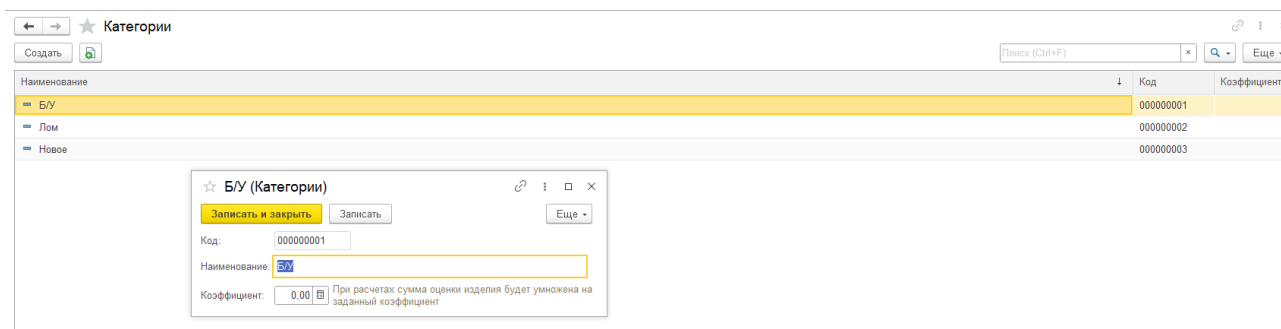 Категории
Создать
Поиск (Ctrl+F)
×
Еще
Наименование ↓ Код Коэффициент
Б/У 000000001
Лом 000000002
Новое 000000003
Б/У (Категории)
Записать и закрыть Записать Еще
Код: 000000001
Наименование: Б/У
Коэффициент: 0,00 При расчетах сумма оценки изделия будет умножена на
заданный коэффициент